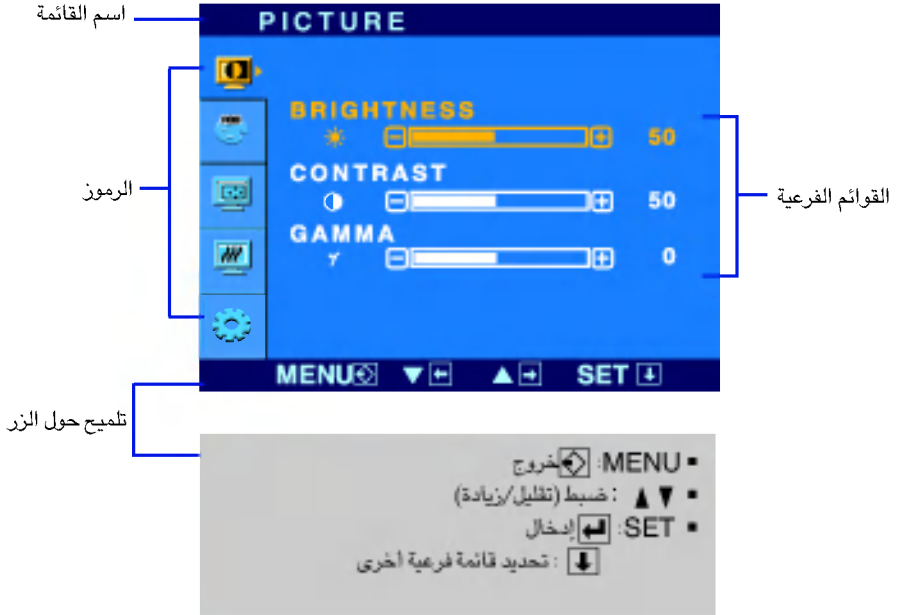 اسم القائمة
PICTURE
الرموز
BRIGHTNESS
50
CONTRAST
50
GAMMA
0
القوائم الفرعية
MENU ▼ ▲ SET
تلميح حول الزر
▪ MENU: خروج
▪ ▼ ▲ : ضبط (تقليل/زيادة)
▪ SET: إدخال
: تحديد قائمة فرعية أخرى